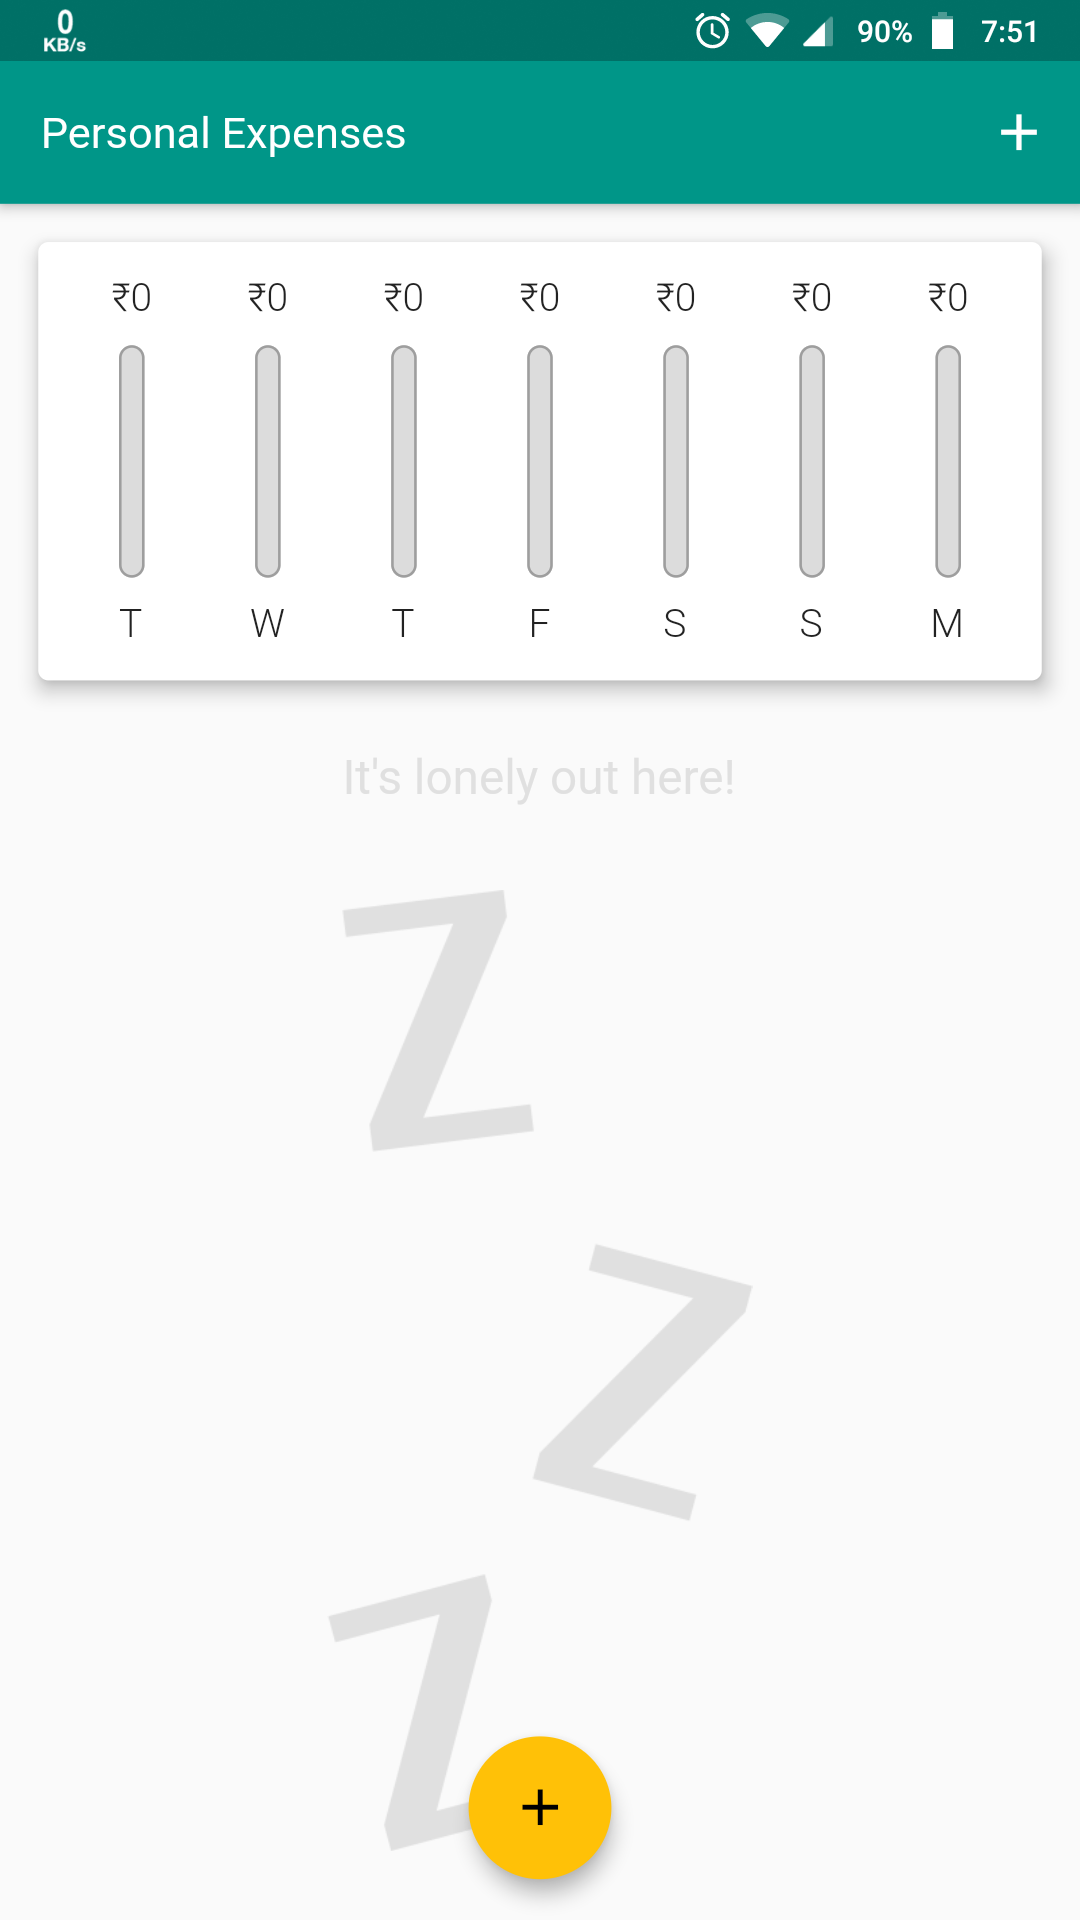 0
KB/s
90% 7:51
Personal Expenses
₹0 ₹0 ₹0 ₹0 ₹0 ₹0 ₹0
T W T F S S M
It's lonely out here!
Z
Z
Z